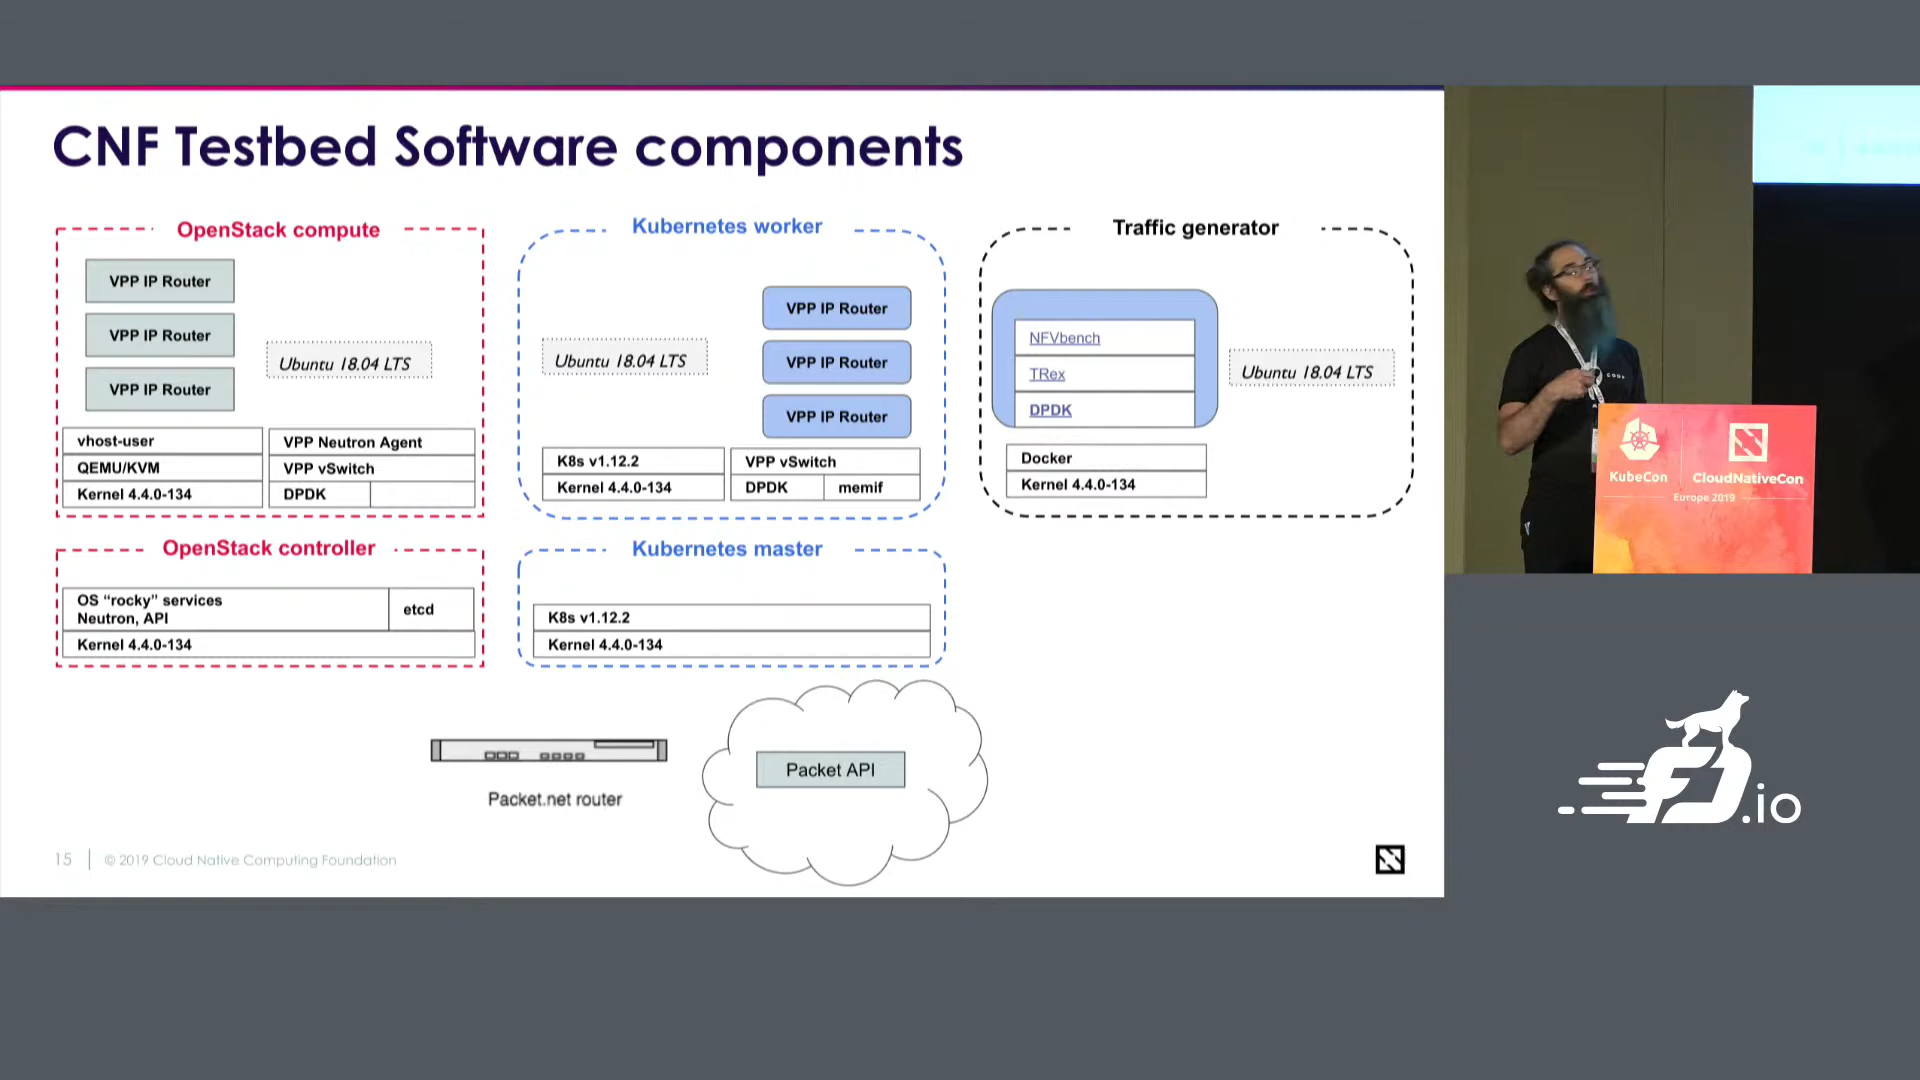 CNF Testbed Software components
OpenStack compute
VPP IP Router
VPP IP Router
VPP IP Router
Ubuntu 18.04 LTS
vhost-user
QEMU/KVM
Kernel 4.4.0-134
VPP Neutron Agent
VPP vSwitch
DPDK
Kubernetes worker
Ubuntu 18.04 LTS
VPP IP Router
VPP IP Router
VPP IP Router
K8s v1.12.2
Kernel 4.4.0-134
VPP vSwitch
DPDK
memif
Traffic generator
NFVbench
TRex
DPDK
Ubuntu 18.04 LTS
Docker
Kernel 4.4.0-134
OpenStack controller
OS “rocky” services
Neutron, API
etcd
Kernel 4.4.0-134
Kubernetes master
K8s v1.12.2
Kernel 4.4.0-134
Packet.net router
Packet API
15
© 2019 Cloud Native Computing Foundation
KubeCon
CloudNativeCon
Europe 2019
FD.io